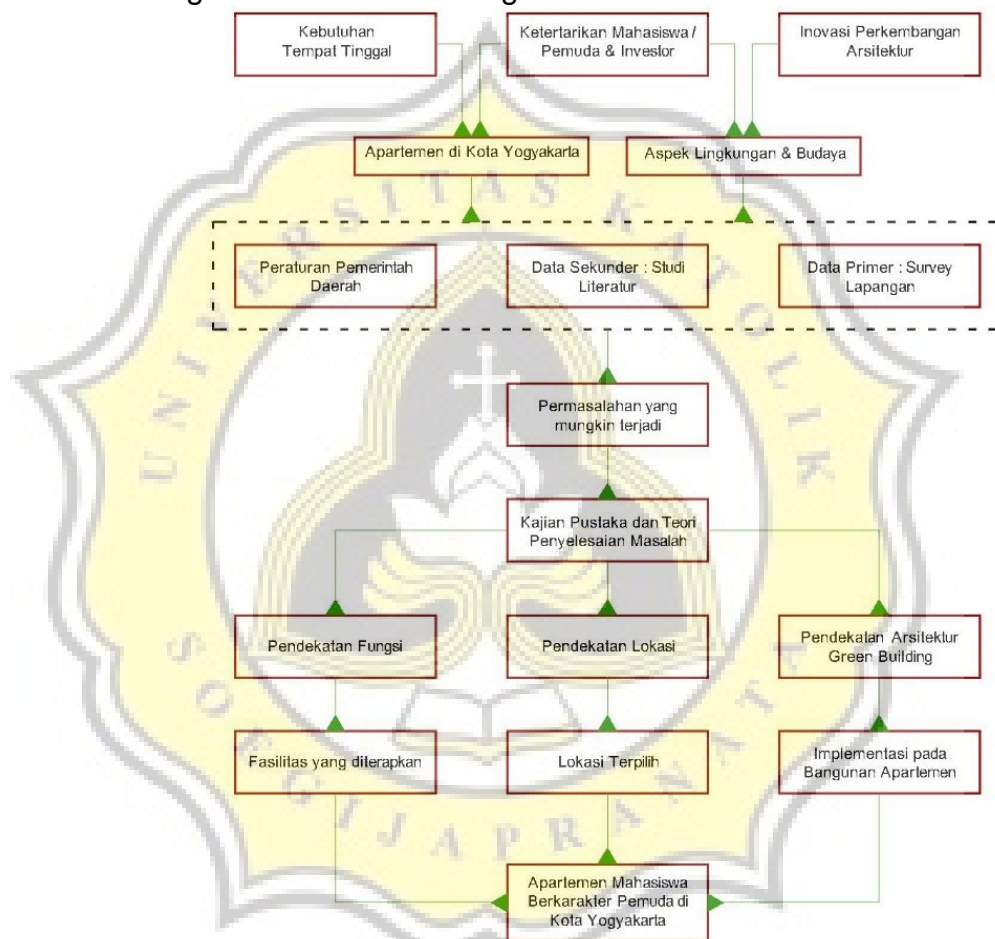 Kebutuhan
Tempat Tinggal
Ketertarikan Mahasiswa /
Pemuda & Investor
Inovasi Perkembangan
Arsitektur
Apartemen di Kota Yogyakarta
Aspek Lingkungan & Budaya
Peraturan Pemerintah
Daerah
Data Sekunder : Studi
Literatur
Data Primer : Survey
Lapangan
Permasalahan yang
mungkin terjadi
Kajian Pustaka dan Teori
Penyelesaian Masalah
Pendekatan Fungsi
Pendekatan Lokasi
Pendekatan Arsitektur
Green Building
Fasilitas yang diterapkan
Lokasi Terpilih
Implementasi pada
Bangunan Apartemen
Apartemen Mahasiswa
Berkarakter Pemuda di
Kota Yogyakarta
UNIVERSITAS KATOLIK
SOEGIJAPRANATA